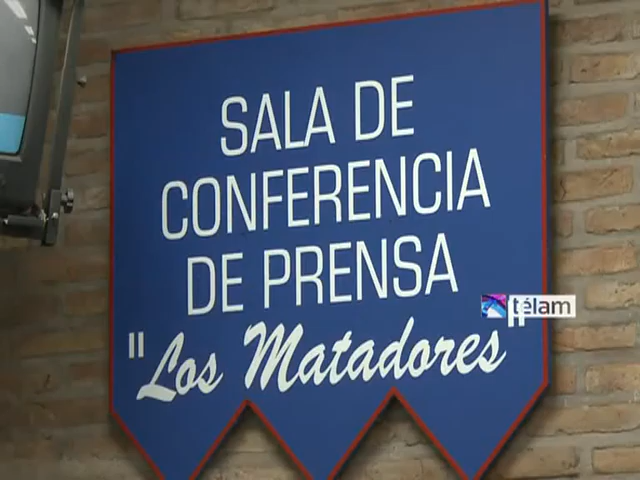 SALA DE
CONFERENCIA
DE PRENSA
télam
"Los Matadores"